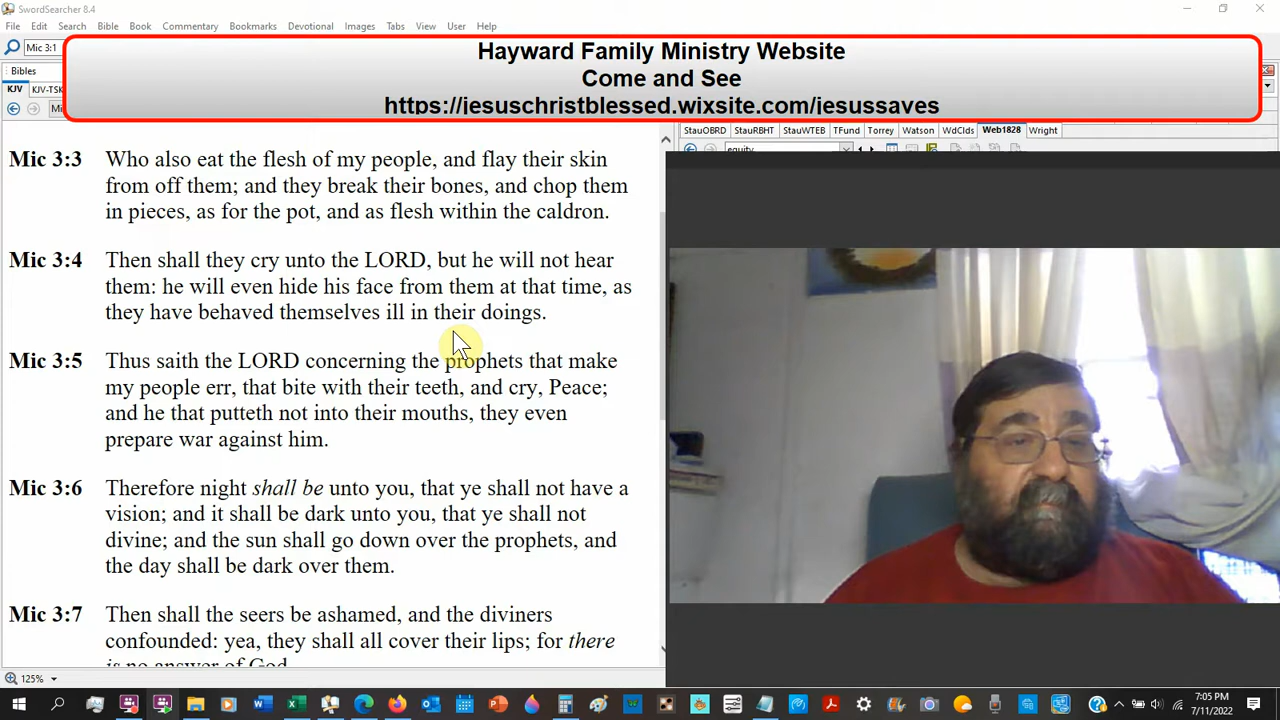 SwordSearcher 8.4
File Edit Search Bible Book Commentary Bookmarks Devotional Images Tabs View User Help
Mic 3:1
Hayward Family Ministry Website
Come and See
https://jesuschristblessed.wixsite.com/jesussaves
Bibles
KJV KJV-TSK
StauOBRD StauRBHT StauWTEB TFund Torrey Watson WdClds Web1828 Wright
equity
Mic 3:3 Who also eat the flesh of my people, and flay their skin
from off them; and they break their bones, and chop them
in pieces, as for the pot, and as flesh within the caldron.
Mic 3:4 Then shall they cry unto the LORD, but he will not hear
them: he will even hide his face from them at that time, as
they have behaved themselves ill in their doings.
Mic 3:5 Thus saith the LORD concerning the prophets that make
my people err, that bite with their teeth, and cry, Peace;
and he that putteth not into their mouths, they even
prepare war against him.
Mic 3:6 Therefore night shall be unto you, that ye shall not have a
vision; and it shall be dark unto you, that ye shall not
divine; and the sun shall go down over the prophets, and
the day shall be dark over them.
Mic 3:7 Then shall the seers be ashamed, and the diviners
confounded: yea, they shall all cover their lips; for there
is no answer of God.
125%
7:05 PM
7/11/2022